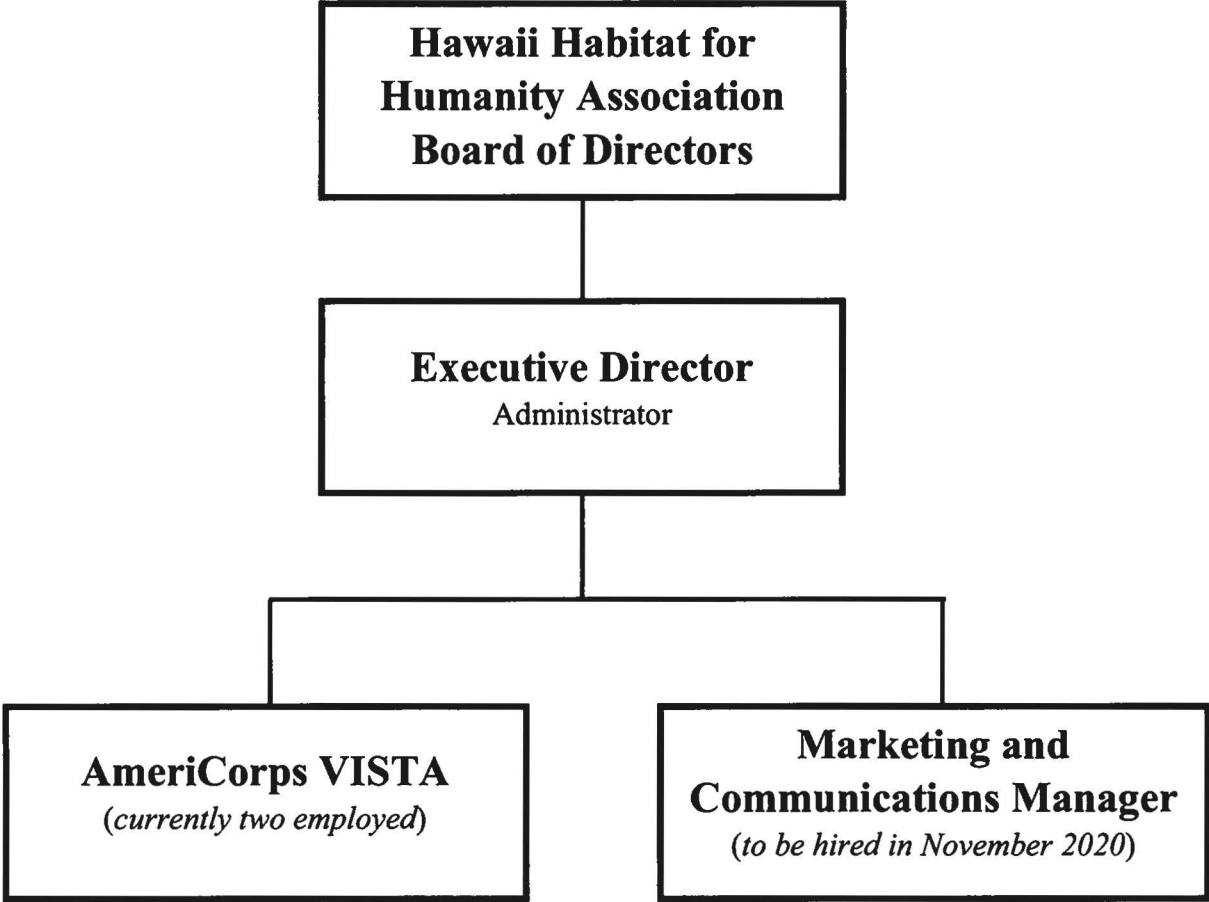 Hawaii Habitat for
Humanity Association
Board of Directors
Executive Director
Administrator
AmeriCorps VISTA
(currently two employed)
Marketing and
Communications Manager
(to be hired in November 2020)